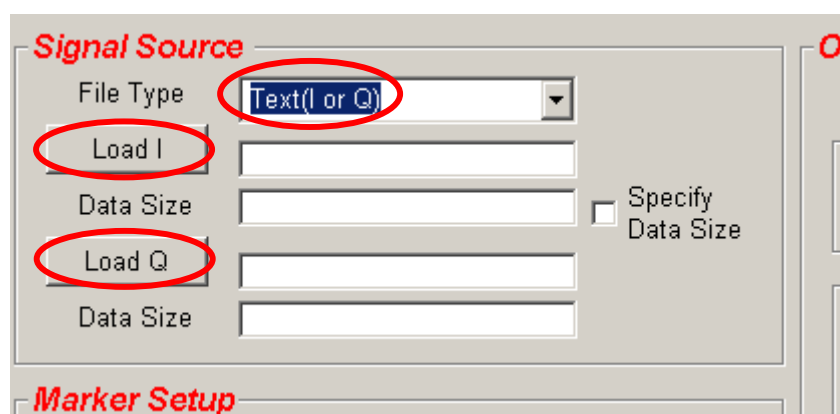 Signal Source
File Type Text(I or Q)
Load I
Data Size
Specify
Data Size
Load Q
Data Size
Marker Setup